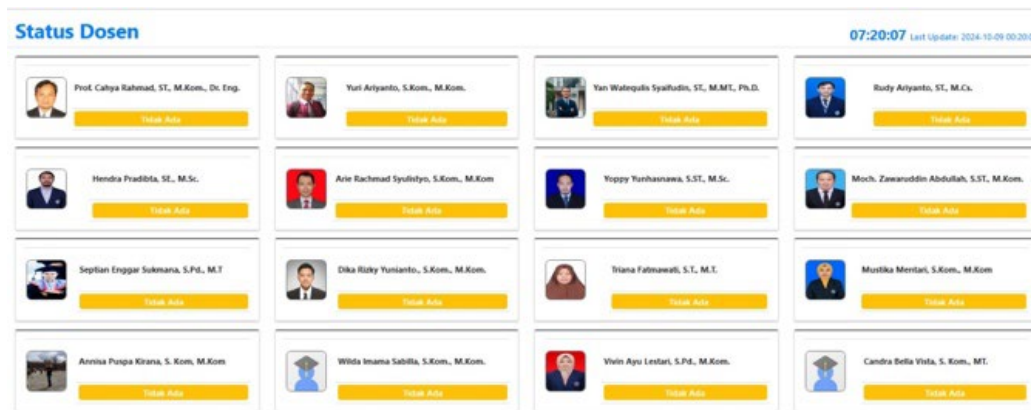 Status Dosen
07:20:07 Last Update: 2024-10-09 00:20:0
Prof. Cahya Rahmad, ST., M.Kom., Dr. Eng.
Tidak Ada
Yuri Ariyanto, S.Kom., M.Kom.
Tidak Ada
Yan Watequlis Syaifudin, ST., M.MT., Ph.D.
Tidak Ada
Rudy Ariyanto, ST., M.Cs.
Tidak Ada
Hendra Pradibta, SE., M.Sc.
Tidak Ada
Arie Rachmad Syulistyo, S.Kom., M.Kom
Tidak Ada
Yoppy Yunhasnawa, S.ST., M.Sc.
Tidak Ada
Moch. Zawaruddin Abdullah, S.ST., M.Kom.
Tidak Ada
Septian Enggar Sukmana, S.Pd., M.T
Tidak Ada
Dika Rizky Yunianto., S.Kom., M.Kom.
Tidak Ada
Triana Fatmawati, S.T., M.T.
Tidak Ada
Mustika Mentari, S.Kom., M.Kom
Tidak Ada
Annisa Puspa Kirana, S. Kom, M.Kom
Tidak Ada
Wilda Imama Sabilla, S.Kom., M.Kom.
Tidak Ada
Vivin Ayu Lestari, S.Pd., M.Kom.
Tidak Ada
Candra Bella Vista, S. Kom., MT.
Tidak Ada